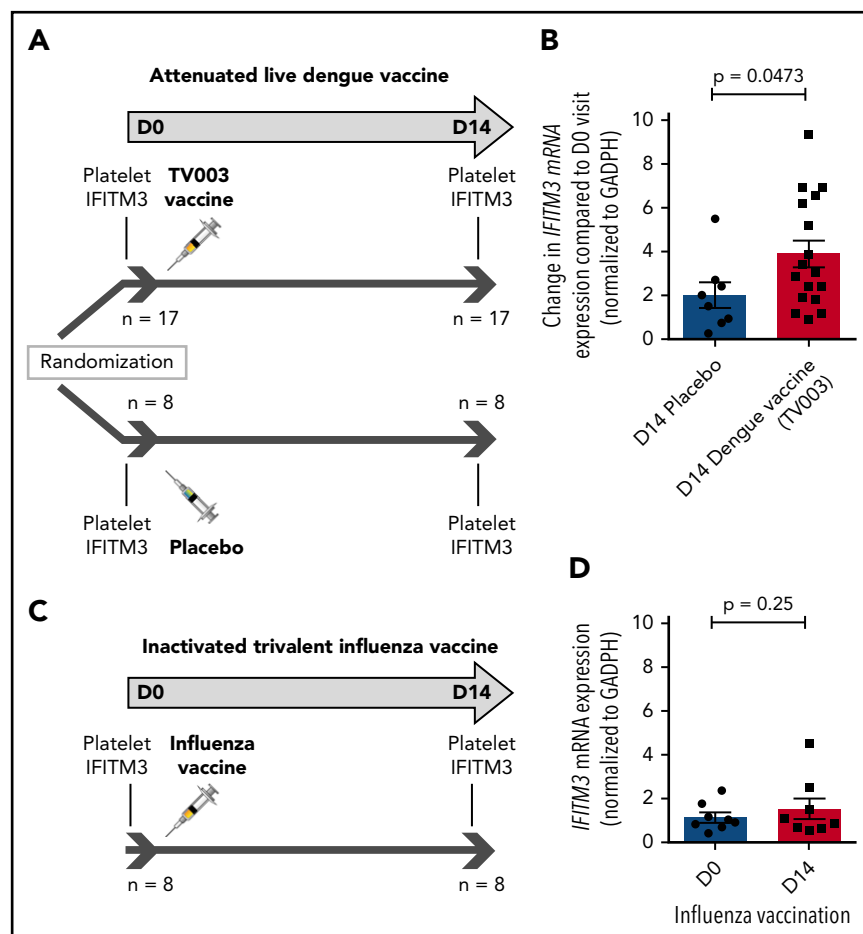 A
Attenuated live dengue vaccine
D0
D14
Platelet
IFITM3
TV003
vaccine
Platelet
IFITM3
n = 17
n = 17
Randomization
n = 8
n = 8
Platelet
IFITM3
Placebo
Platelet
IFITM3
B
p = 0.0473
Change in IFITM3 mRNA
expression compared to D0 visit
(normalized to GADPH)
10
8
6
4
2
0
D14 Placebo
D14 Dengue vaccine
(TV003)
C
Inactivated trivalent influenza vaccine
D0
D14
Platelet
IFITM3
Influenza
vaccine
Platelet
IFITM3
n = 8
n = 8
D
p = 0.25
IFITM3 mRNA expression
(normalized to GADPH)
10
8
6
4
2
0
D0
D14
Influenza vaccination